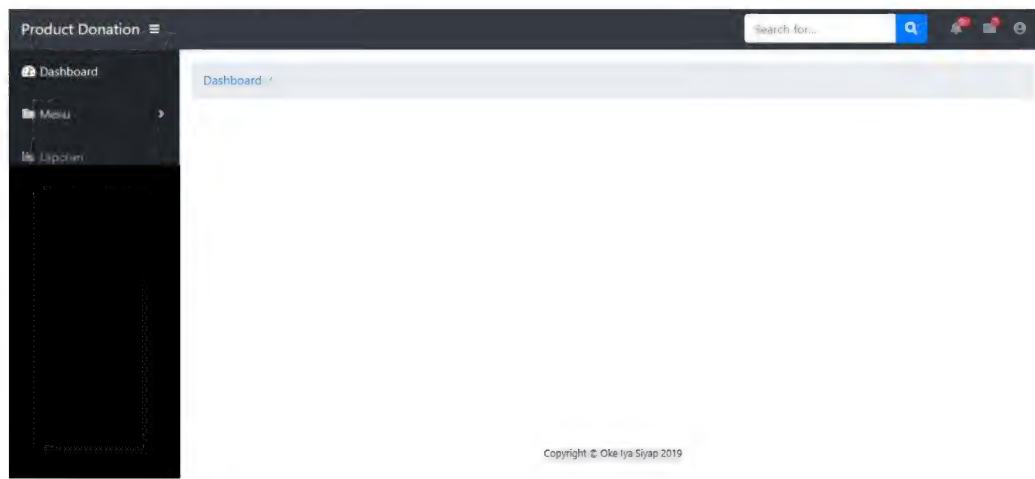 Product Donation
Search for...
Dashboard
Dashboard /
Menu
Laporan
Copyright © Oke Iya Siyap 2019